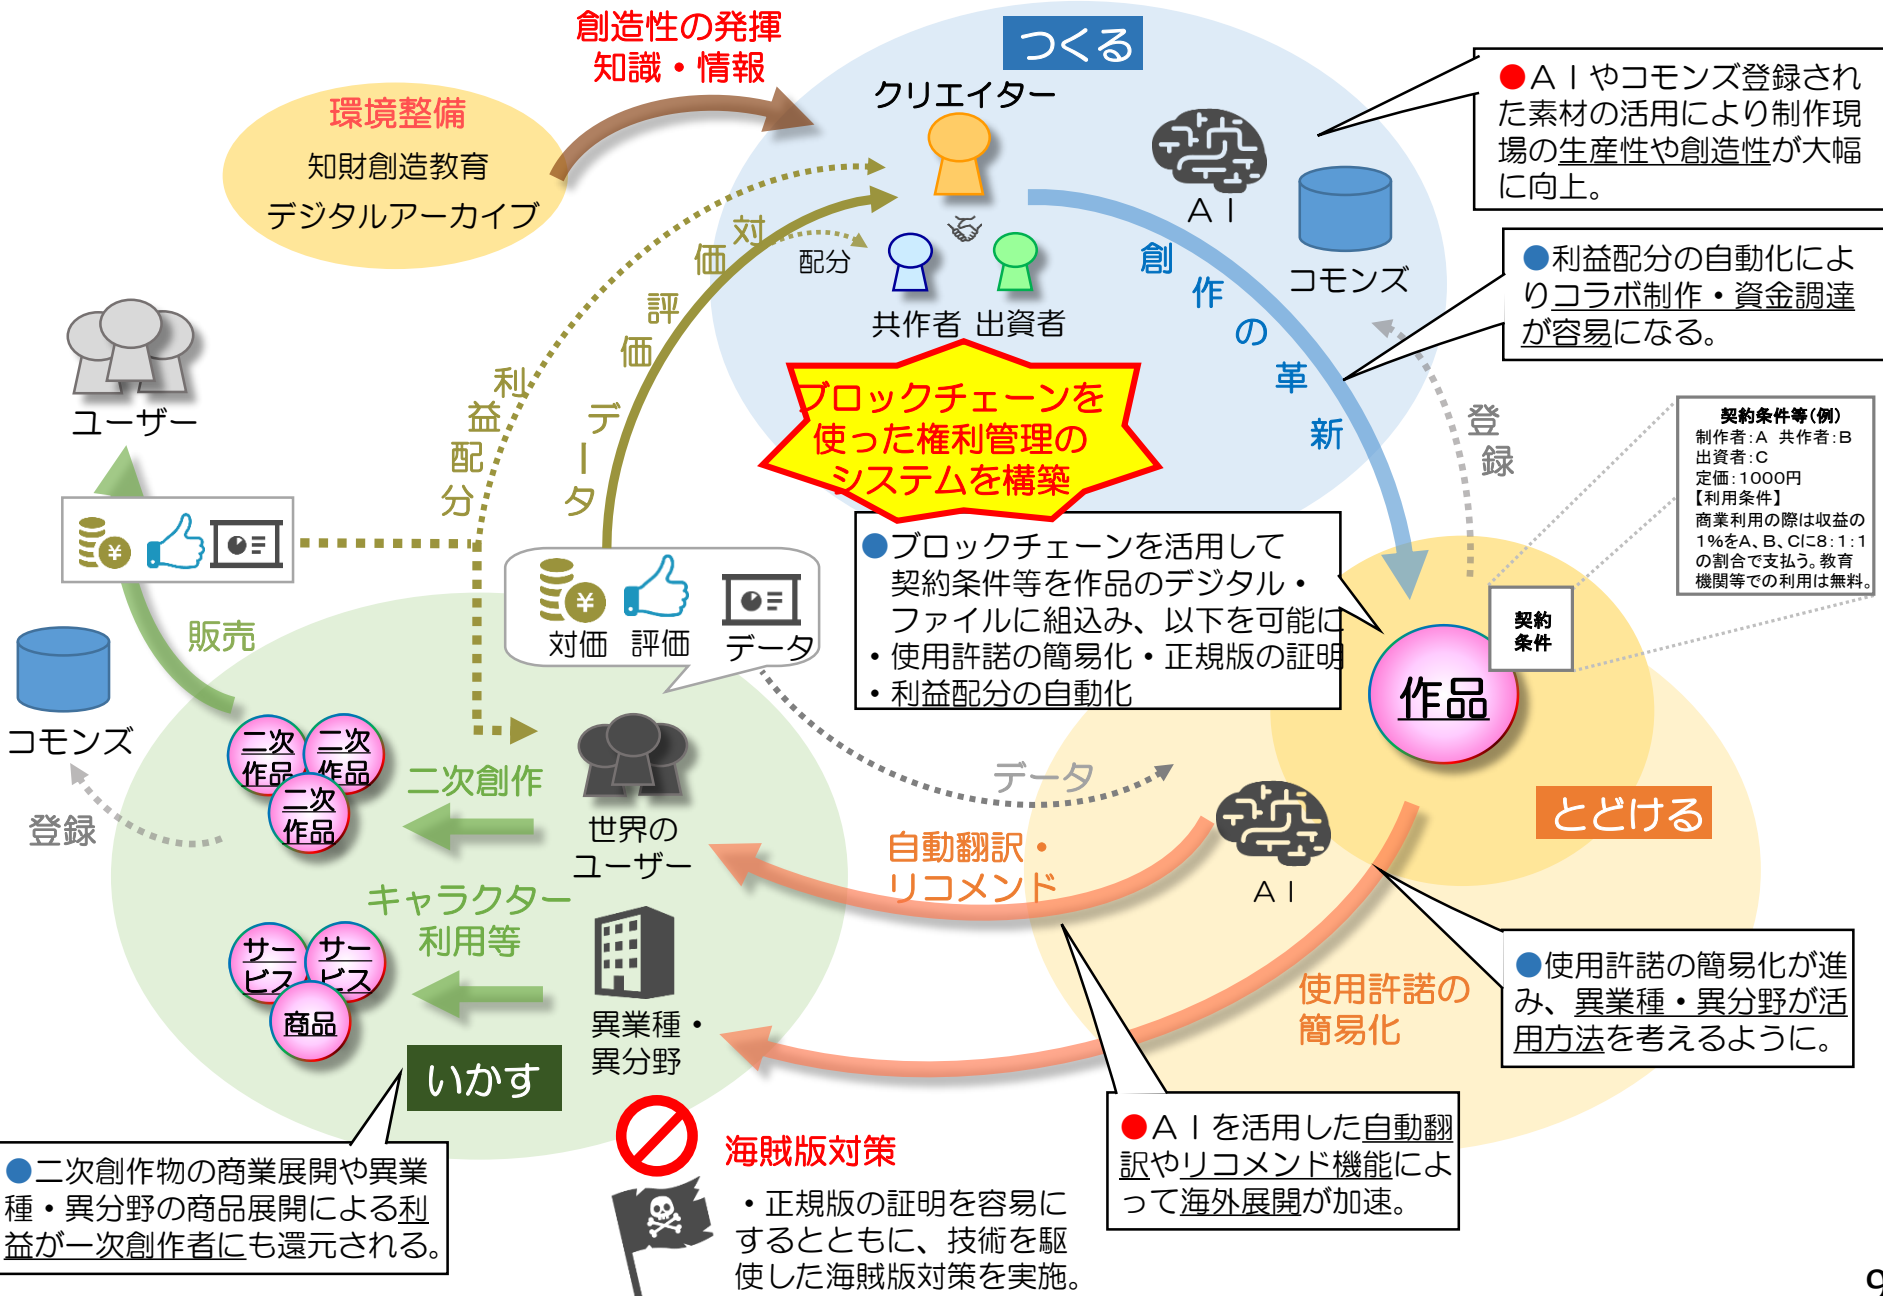 創造性の発揮
知識・情報
環境整備
知財創造教育
デジタルアーカイブ
つくる
クリエイター
AI
コモンズ
共作者
出資者
配分
対価
評価
データ
利益配分
創作の革新
登録
●AIやコモンズ登録され
た素材の活用により制作現
場の生産性や創造性が大幅
に向上。
●利益配分の自動化によ
りコラボ制作・資金調達
が容易になる。
契約条件等(例)
制作者:A 共作者:B
出資者:C
定価:1000円
【利用条件】
商業利用の際は収益の
1%をA、B、Cに8:1:1
の割合で支払う。教育
機関等での利用は無料。
契約
条件
ブロックチェーンを
使った権利管理の
システムを構築
●ブロックチェーンを活用して
契約条件等を作品のデジタル・
ファイルに組込み、以下を可能に
・使用許諾の簡易化・正規版の証明
・利益配分の自動化
作品
とどける
AI
データ
自動翻訳・
リコメンド
使用許諾の
簡易化
●使用許諾の簡易化が進
み、異業種・異分野が活
用方法を考えるように。
●AIを活用した自動翻
訳やリコメンド機能によ
って海外展開が加速。
対価
評価
データ
世界の
ユーザー
異業種・
異分野
二次創作
キャラクター
利用等
二次
作品
二次
作品
二次
作品
サー
ビス
サー
ビス
商品
いかす
ユーザー
販売
コモンズ
登録
●二次創作物の商業展開や異業
種・異分野の商品展開による利
益が一次創作者にも還元される。
海賊版対策
・正規版の証明を容易に
するとともに、技術を駆
使した海賊版対策を実施。
9